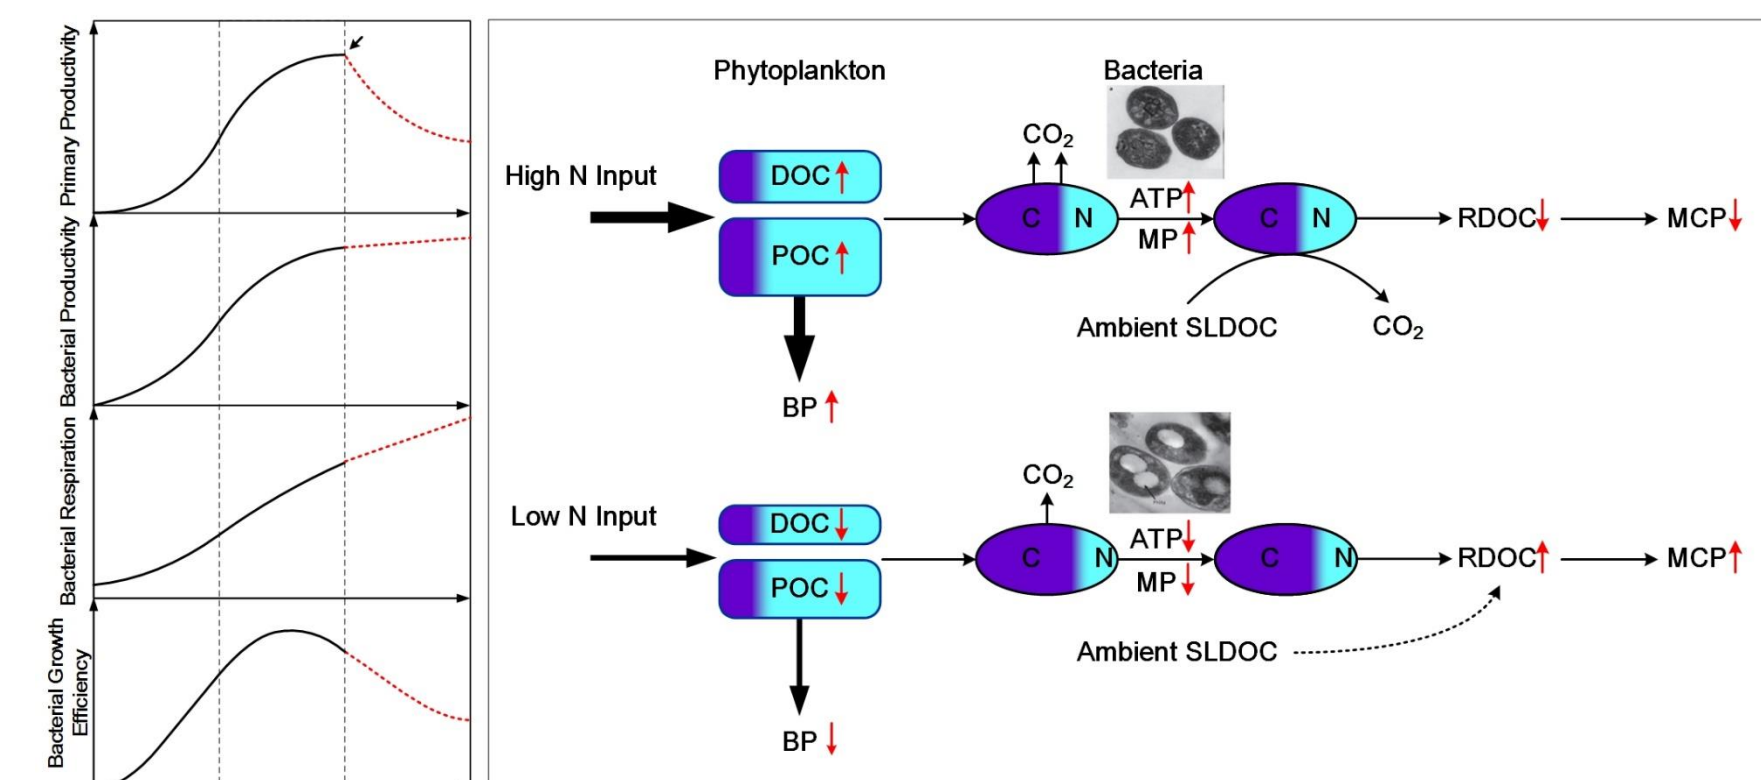 Primary Productivity
Bacterial Productivity
Bacterial Respiration
Bacterial Growth
Efficiency
Phytoplankton
Bacteria
High N Input
DOC
POC
BP
CO2
C N
ATP
MP
C N
RDOC
MCP
Ambient SLDOC
CO2
Low N Input
DOC
POC
BP
CO2
C N
ATP
MP
C N
RDOC
MCP
Ambient SLDOC